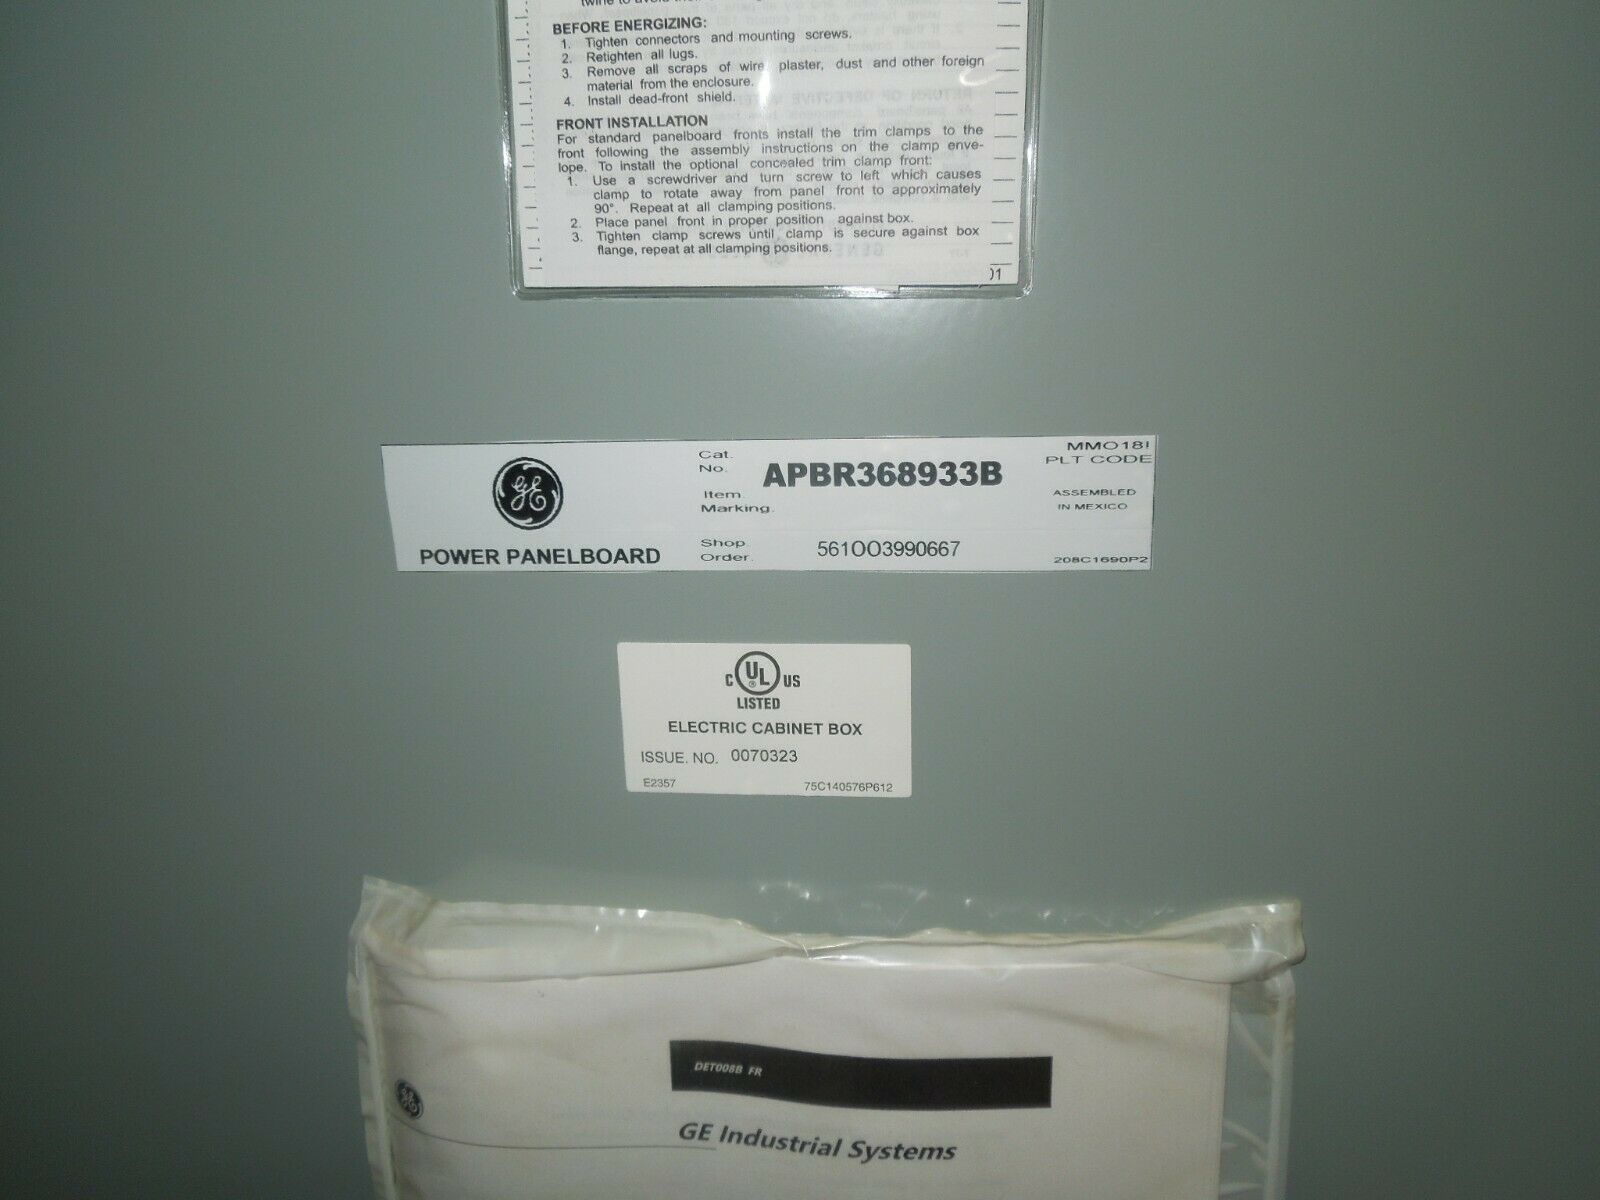 BEFORE ENERGIZING:
1. Tighten connectors and mounting screws.
2. Retighten all lugs.
3. Remove all scraps of wire, plaster, dust and other foreign
material from the enclosure.
4. Install dead-front shield.
FRONT INSTALLATION
For standard panelboard fronts install the trim clamps to the
front following the assembly instructions on the clamp enve-
lope. To install the optional concealed trim clamp front:
1. Use a screwdriver and turn screw to left which causes
clamp to rotate away from panel front to approximately
90°. Repeat at all clamping positions.
2. Place panel front in proper position against box.
3. Tighten clamp screws until clamp is secure against box
flange, repeat at all clamping positions.
01
GE
POWER PANELBOARD
Cat.
No. APBR368933B
Item.
Marking.
Shop.
Order. 561OO3990667
MMO18I
PLT CODE
ASSEMBLED
IN MEXICO
208C1690P2
C UL ® US
LISTED
ELECTRIC CABINET BOX
ISSUE. NO. 0070323
E2357 75C140576P612
DET008B FR
GE
GE Industrial Systems